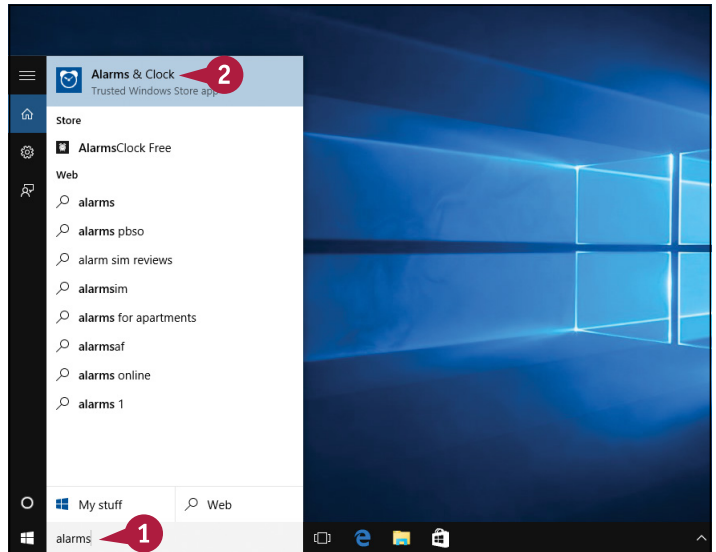 Alarms & Clock
2
Trusted Windows Store app
Store
AlarmsClock Free
Web
alarms
alarms pbso
alarm sim reviews
alarmsim
alarms for apartments
alarmsaf
alarms online
alarms 1
My stuff
Web
alarms
1